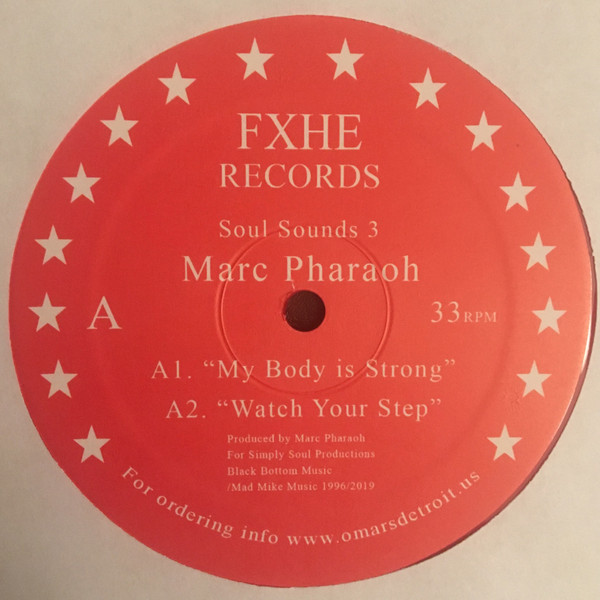 FXHE
RECORDS
Soul Sounds 3
Marc Pharaoh
A
33 RPM
A1. “My Body is Strong”
A2. “Watch Your Step”
Produced by Marc Pharaoh
For Simply Soul Productions
Black Bottom Music
/Mad Mike Music 1996/2019
For ordering info www.omarsdetroit.us